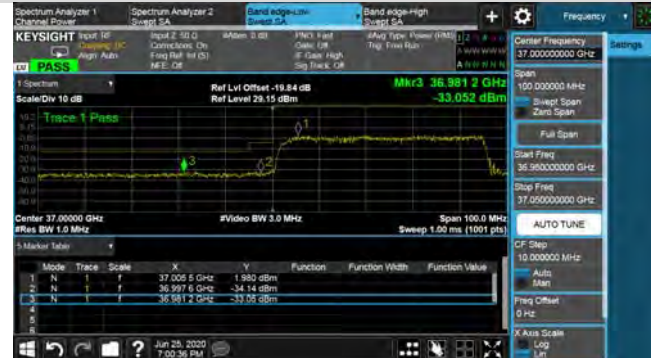 Spectrum Analyzer 1
Channel Power
Spectrum Analyzer 2
Swept SA
Band edge-Low
Swept SA
Band edge-High
Swept SA
Frequency
KEYSIGHT
Input: RF
Coupling: DC
Align: Auto
Input Z: 50 Ω
Corrections: On
Freq Ref: Int (S)
NFE: Off
#Atten: 0 dB
PNO: Fast
Gate: Off
IF Gain: High
Sig Track: Off
#Avg Type: Power (RMS)
Trig: Free Run
PASS
1 Spectrum
Scale/Div 10 dB
Ref Lvl Offset -19.84 dB
Ref Level 29.15 dBm
Mkr3 36.981 2 GHz
-33.052 dBm
Trace 1 Pass
Center 37.00000 GHz
#Res BW 1.0 MHz
#Video BW 3.0 MHz
Span 100.0 MHz
Sweep 1.00 ms (1001 pts)
5 Marker Table
Mode Trace Scale X Y Function Function Width Function Value
1 N 1 f 37.005 5 GHz 1.980 dBm
2 N 1 f 36.997 6 GHz -34.14 dBm
3 N 1 f 36.981 2 GHz -33.05 dBm
4
5
6
Jun 25, 2020
7:00:36 PM
Center Frequency
37.000000000 GHz
Settings
Span
100.000000 MHz
Swept Span
Zero Span
Full Span
Start Freq
36.950000000 GHz
Stop Freq
37.050000000 GHz
AUTO TUNE
CF Step
10.000000 MHz
Auto
Man
Freq Offset
0 Hz
X Axis Scale
Log
Lin